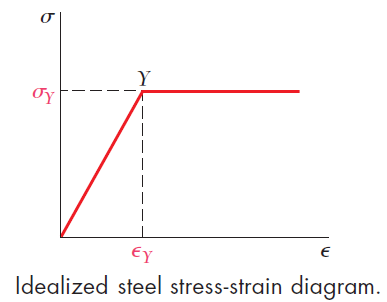 σ
Y
σY
ϵY
ϵ
Idealized steel stress-strain diagram.